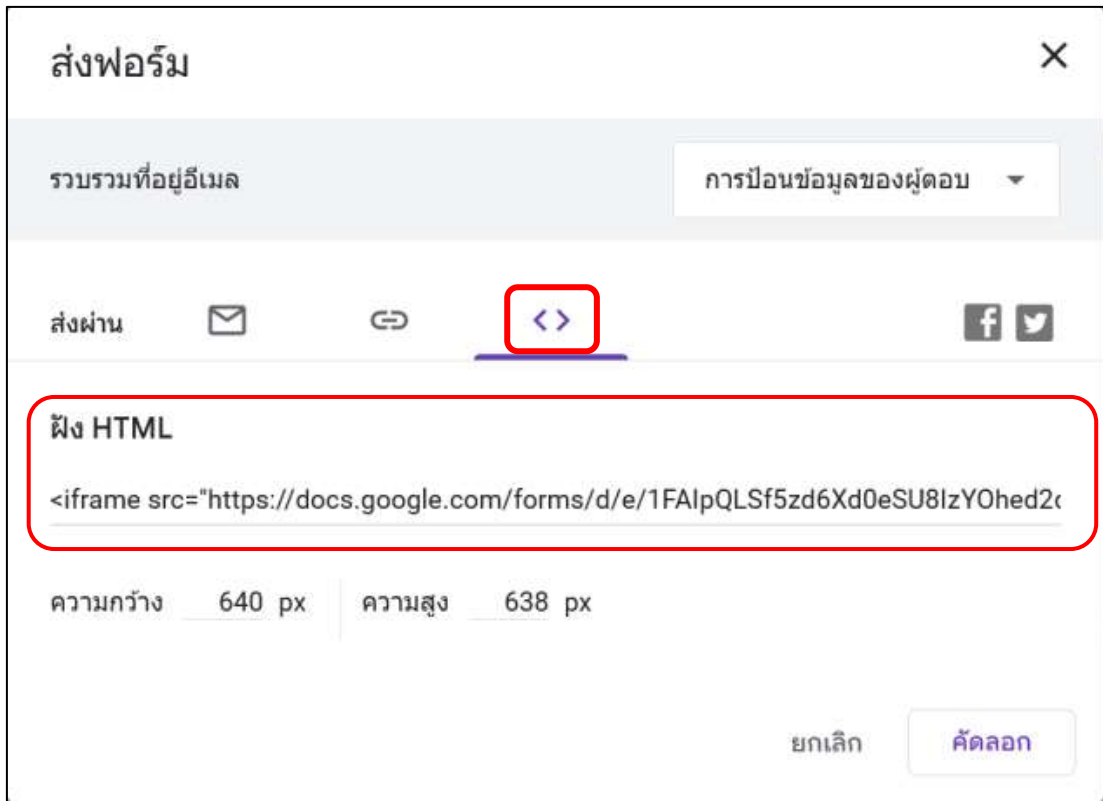 ส่งฟอร์ม
รวบรวมที่อยู่อีเมล การป้อนข้อมูลของผู้ตอบ
ส่งผ่าน
ฝัง HTML
<iframe src="https://docs.google.com/forms/d/e/1FAIpQLSf5zd6Xd0eSU8IzYOhed2c
ความกว้าง 640 px ความสูง 638 px
ยกเลิก คัดลอก